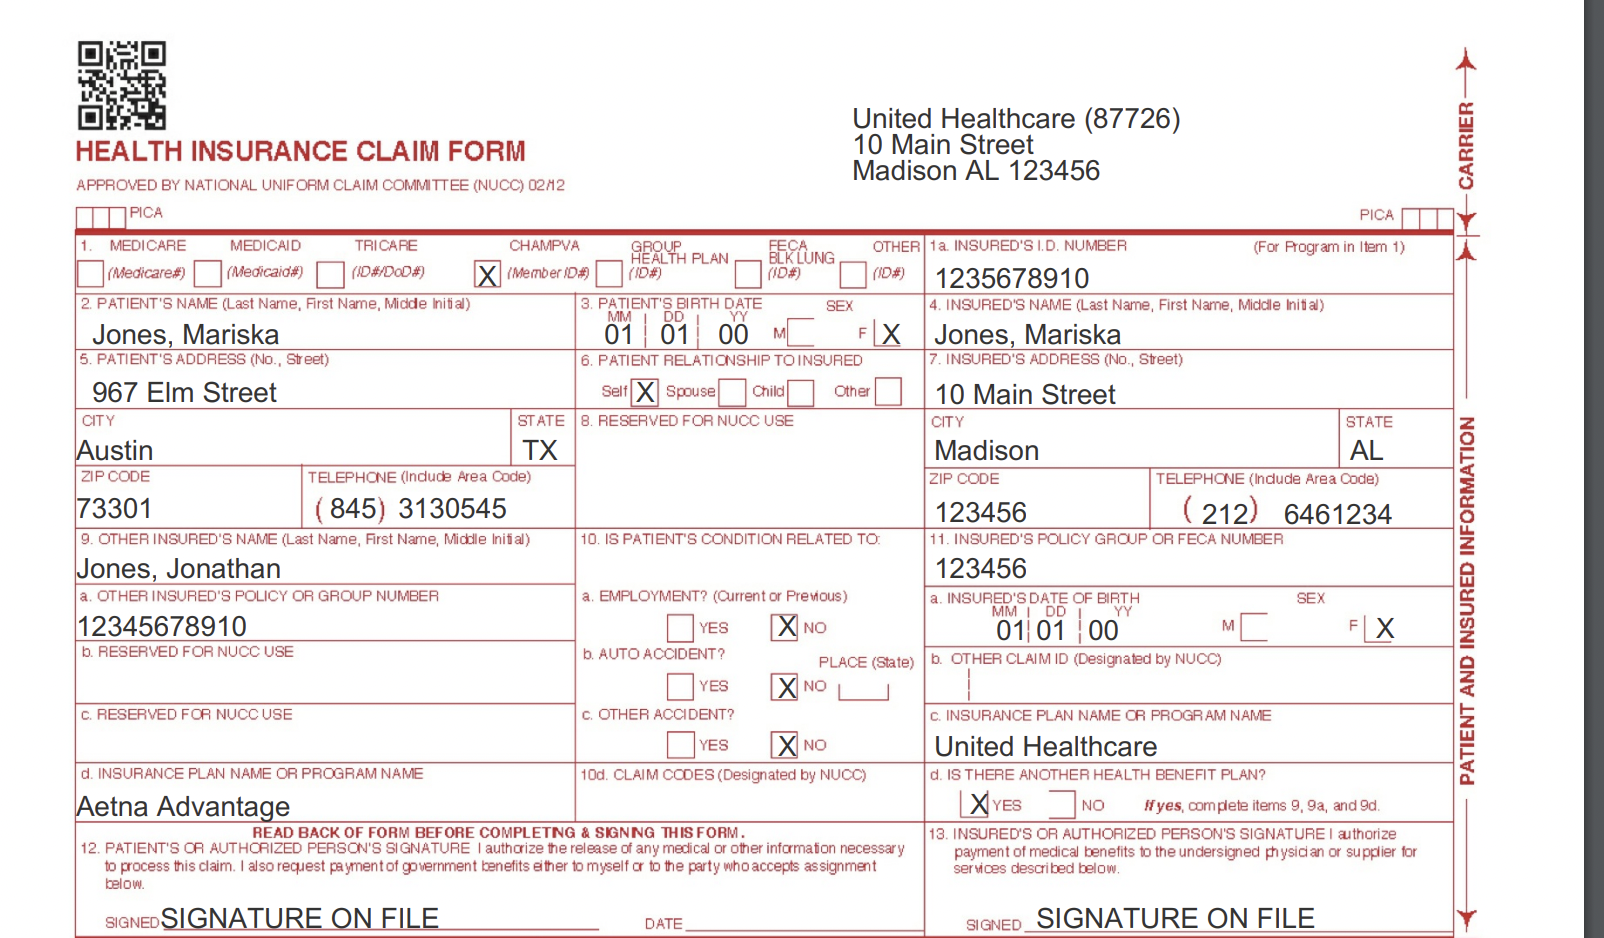 United Healthcare (87726)
10 Main Street
Madison AL 123456
CARRIER
HEALTH INSURANCE CLAIM FORM
APPROVED BY NATIONAL UNIFORM CLAIM COMMITTEE (NUCC) 02/12
PICA PICA
1. MEDICARE MEDICAID TRICARE CHAMPVA GROUP HEALTH PLAN FECA BLK LUNG OTHER
(Medicare#) (Medicaid#) (ID#/DoD#) X (Member ID#) (ID#) (ID#) (ID#)
1a. INSURED'S I.D. NUMBER (For Program in Item 1)
1235678910
2. PATIENT'S NAME (Last Name, First Name, Middle Initial)
Jones, Mariska
3. PATIENT'S BIRTH DATE SEX
MM DD YY
01 01 00 M F X
4. INSURED'S NAME (Last Name, First Name, Middle Initial)
Jones, Mariska
5. PATIENT'S ADDRESS (No., Street)
967 Elm Street
6. PATIENT RELATIONSHIP TO INSURED
Self X Spouse Child Other
7. INSURED'S ADDRESS (No., Street)
10 Main Street
CITY STATE
Austin TX
8. RESERVED FOR NUCC USE
CITY STATE
Madison AL
ZIP CODE TELEPHONE (Include Area Code)
73301 (845) 3130545
ZIP CODE TELEPHONE (Include Area Code)
123456 (212) 6461234
9. OTHER INSURED'S NAME (Last Name, First Name, Middle Initial)
Jones, Jonathan
10. IS PATIENT'S CONDITION RELATED TO:
11. INSURED'S POLICY GROUP OR FECA NUMBER
123456
a. OTHER INSURED'S POLICY OR GROUP NUMBER
12345678910
a. EMPLOYMENT? (Current or Previous)
YES X NO
a. INSURED'S DATE OF BIRTH SEX
MM DD YY
01 01 00 M F X
b. RESERVED FOR NUCC USE
b. AUTO ACCIDENT? PLACE (State)
YES X NO
b. OTHER CLAIM ID (Designated by NUCC)
c. RESERVED FOR NUCC USE
c. OTHER ACCIDENT?
YES X NO
c. INSURANCE PLAN NAME OR PROGRAM NAME
United Healthcare
d. INSURANCE PLAN NAME OR PROGRAM NAME
Aetna Advantage
10d. CLAIM CODES (Designated by NUCC)
d. IS THERE ANOTHER HEALTH BENEFIT PLAN?
X YES NO If yes, complete items 9, 9a, and 9d.
READ BACK OF FORM BEFORE COMPLETING & SIGNING THIS FORM.
12. PATIENT'S OR AUTHORIZED PERSON'S SIGNATURE I authorize the release of any medical or other information necessary
to process this claim. I also request payment of government benefits either to myself or to the party who accepts assignment
below.
SIGNED SIGNATURE ON FILE DATE
13. INSURED'S OR AUTHORIZED PERSON'S SIGNATURE I authorize
payment of medical benefits to the undersigned physician or supplier for
services described below.
SIGNED SIGNATURE ON FILE
PATIENT AND INSURED INFORMATION